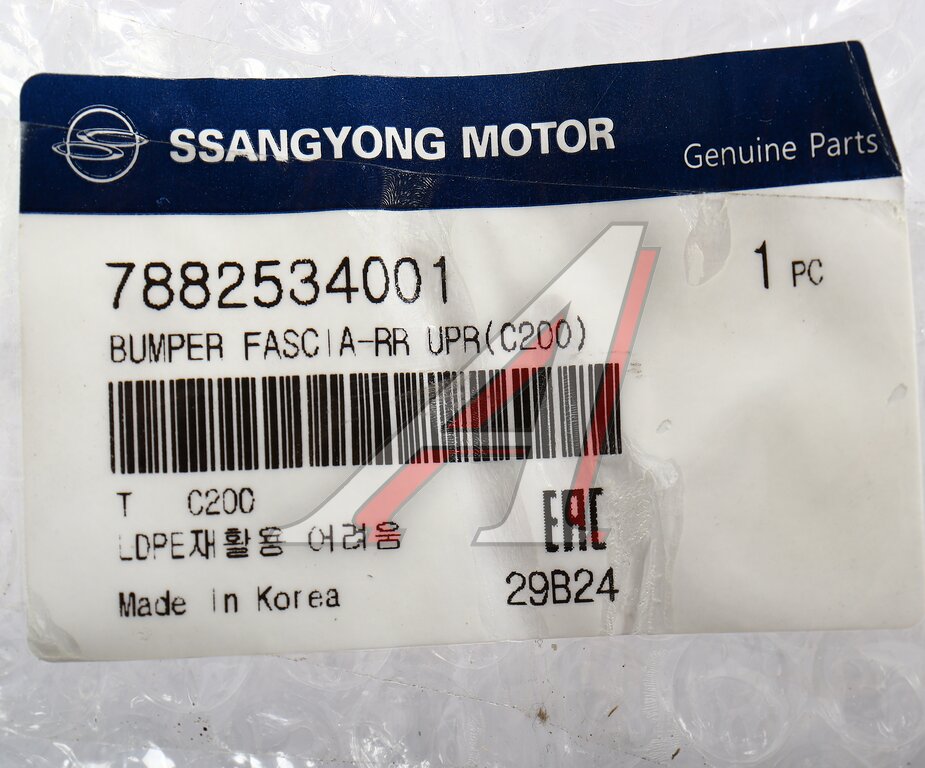 SSANGYONG MOTOR
Genuine Parts
7882534001
1 PC
BUMPER FASCIA-RR UPR(C200)
T C200
LDPE재활용 어려움
EAC
Made in Korea
29B24